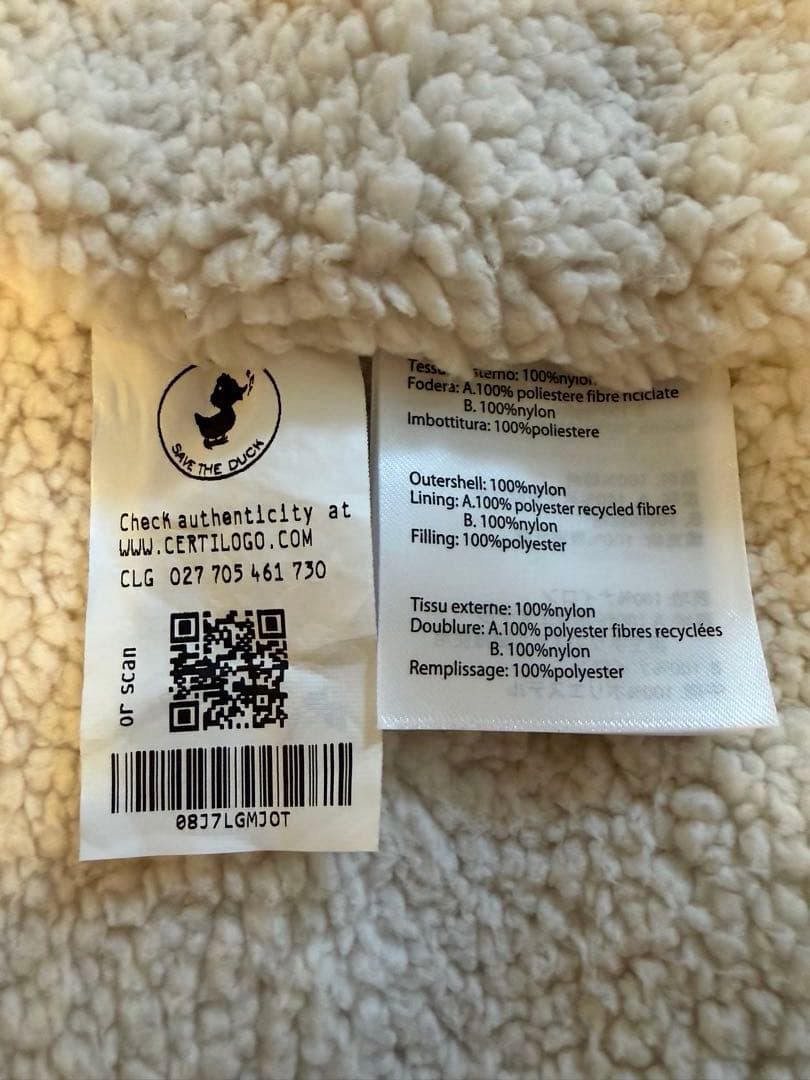 SAVE THE DUCK
Check authenticity at
WWW.CERTILOGO.COM
CLG 027 705 461 730
or scan
08J7LGMJOT
100%nylon
Fodera: A.100% poliestere fibre riciclate
B. 100%nylon
Imbottitura: 100%poliestere
Outershell: 100%nylon
Lining: A.100% polyester recycled fibres
B. 100%nylon
Filling: 100%polyester
Tissu externe: 100%nylon
Doublure: A.100% polyester fibres recyclées
B. 100%nylon
Remplissage: 100%polyester